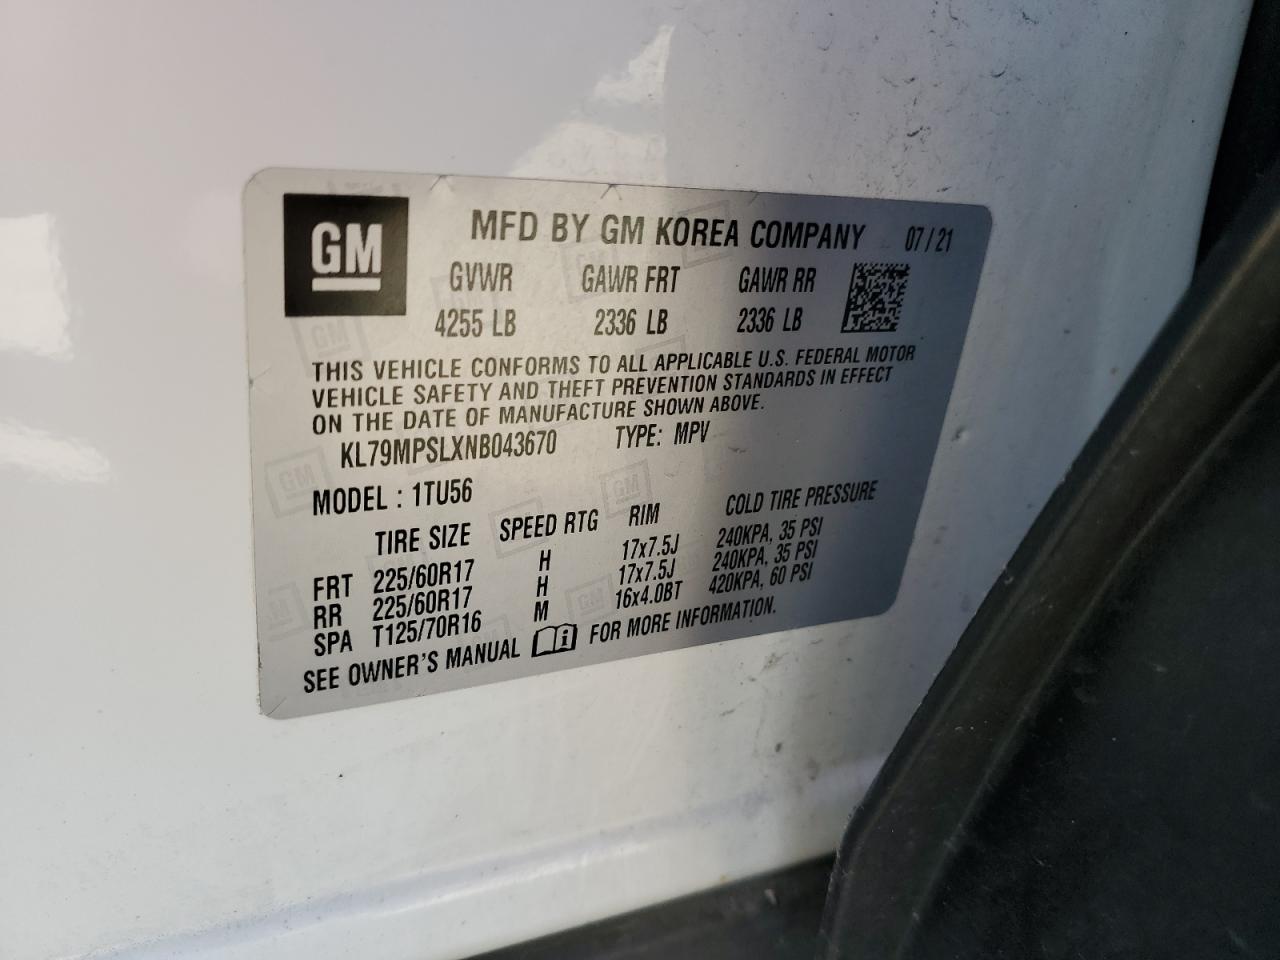 GM
MFD BY GM KOREA COMPANY 07/21
GVWR GAWR FRT GAWR RR
4255 LB 2336 LB 2336 LB
THIS VEHICLE CONFORMS TO ALL APPLICABLE U.S. FEDERAL MOTOR
VEHICLE SAFETY AND THEFT PREVENTION STANDARDS IN EFFECT
ON THE DATE OF MANUFACTURE SHOWN ABOVE.
KL79MPSLXNB043670 TYPE: MPV
MODEL : 1TU56
TIRE SIZE SPEED RTG RIM COLD TIRE PRESSURE
FRT 225/60R17 H 17x7.5J 240KPA, 35 PSI
RR 225/60R17 H 17x7.5J 240KPA, 35 PSI
SPA T125/70R16 M 16x4.0BT 420KPA, 60 PSI
SEE OWNER'S MANUAL FOR MORE INFORMATION.